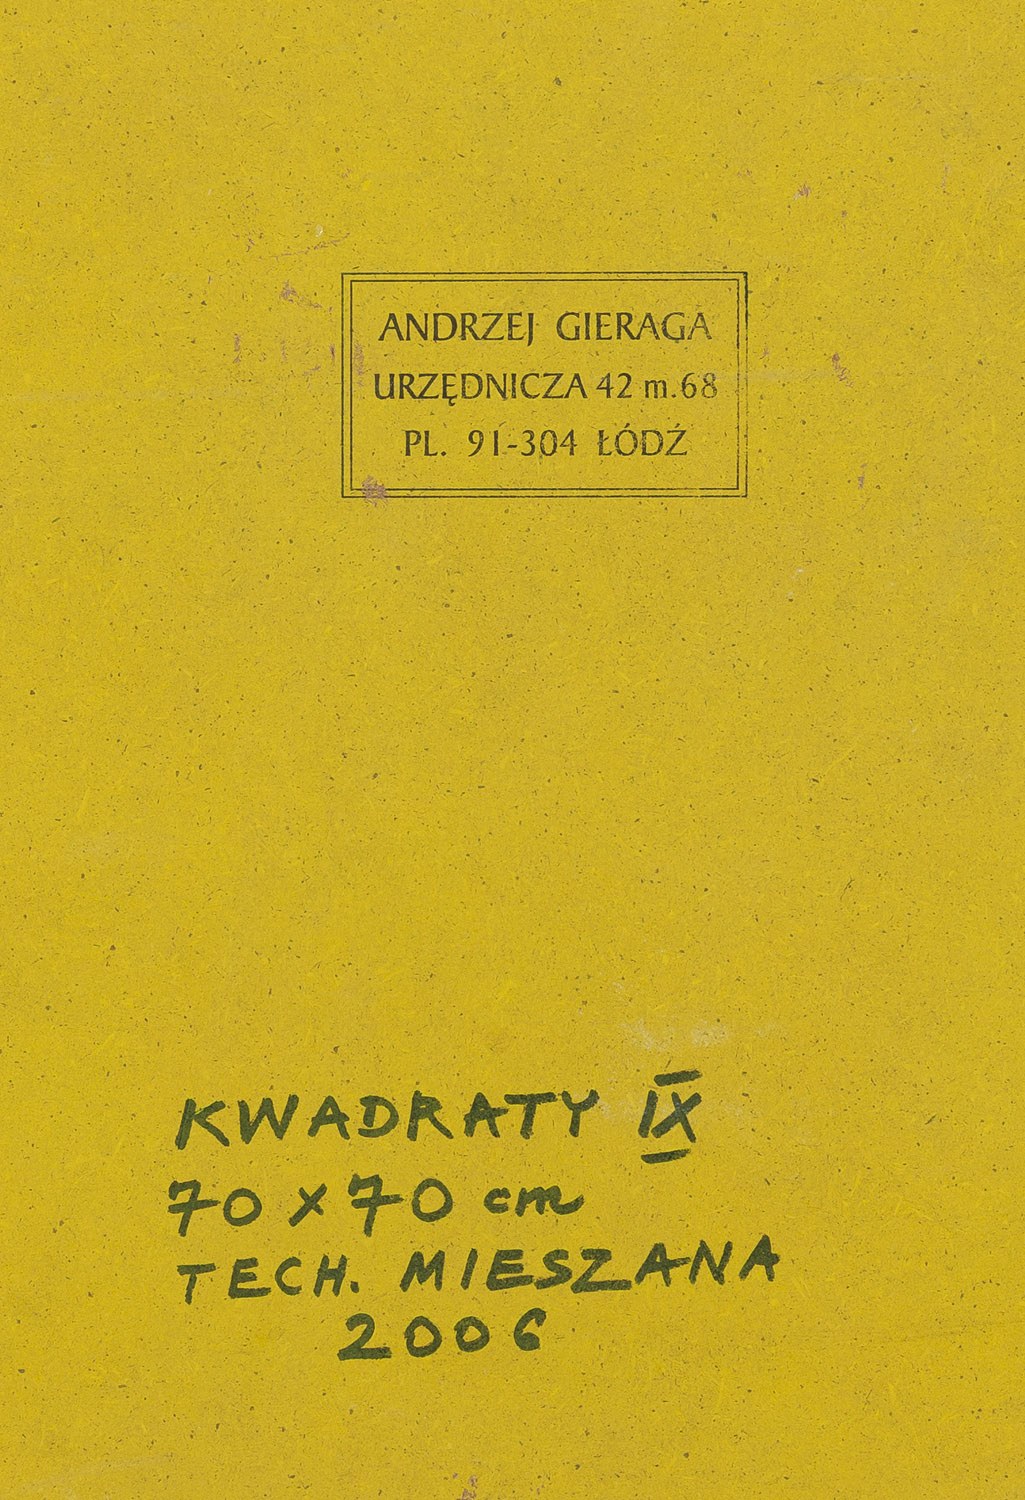 ANDRZEJ GIERAGA
URZĘDNICZA 42 m.68
PL. 91-304 ŁÓDŹ
KWADRATY IX
70 x 70 cm
TECH. MIESZANA
2006